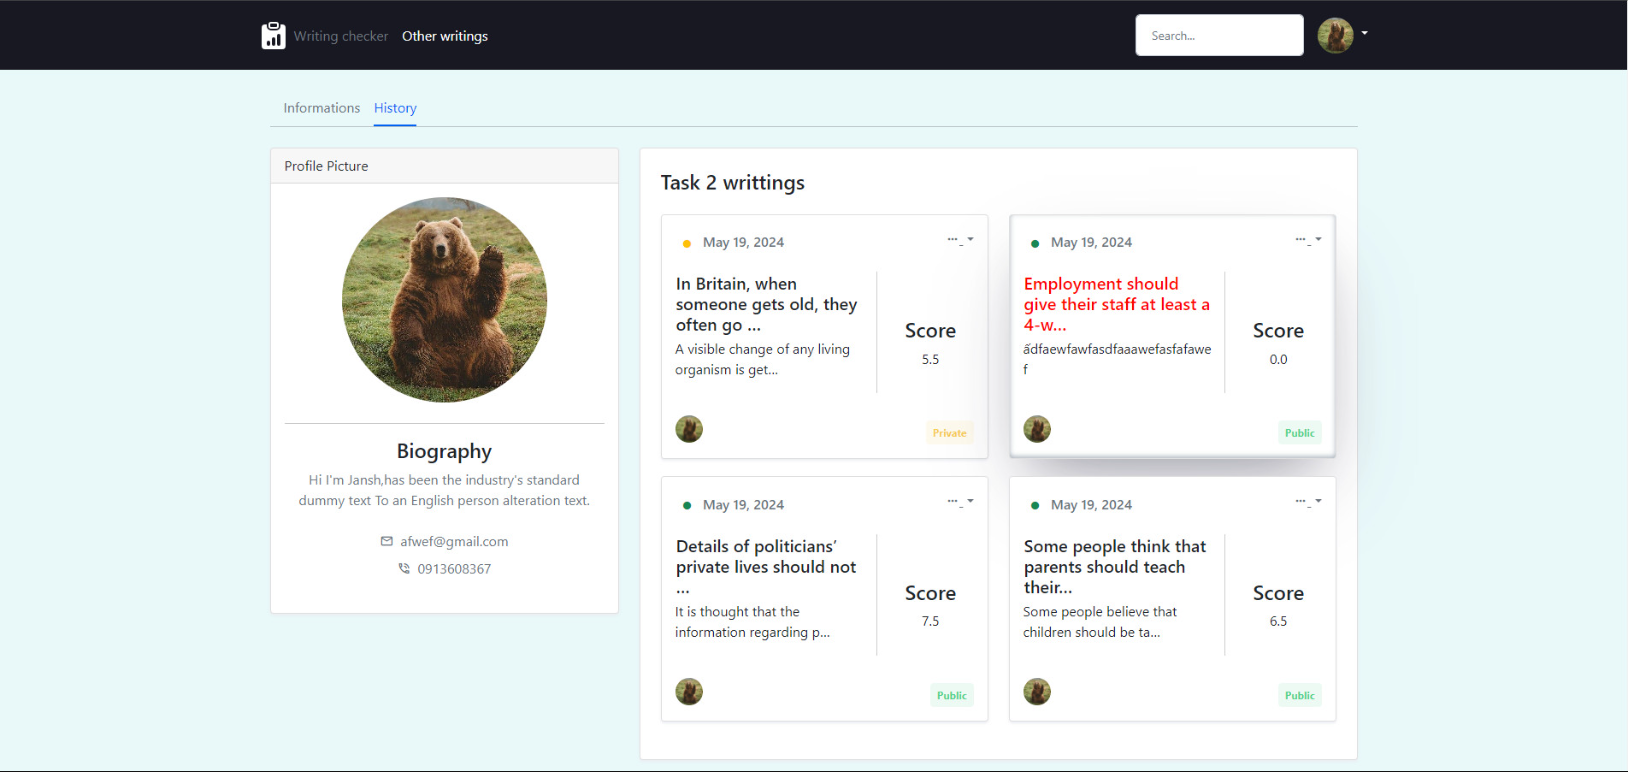 Writing checker Other writings Search...
Informations History
Profile Picture
Biography
Hi I'm Jansh,has been the industry's standard
dummy text To an English person alteration text.
afwef@gmail.com
0913608367
Task 2 writtings
May 19, 2024
In Britain, when
someone gets old, they
often go ...
A visible change of any living
organism is get...
Score
5.5
Private
May 19, 2024
Employment should
give their staff at least a
4-w...
ấdfaewfawfasdfaaawefasfafawe
f
Score
0.0
Public
May 19, 2024
Details of politicians’
private lives should not
...
It is thought that the
information regarding p...
Score
7.5
Public
May 19, 2024
Some people think that
parents should teach
their...
Some people believe that
children should be ta...
Score
6.5
Public